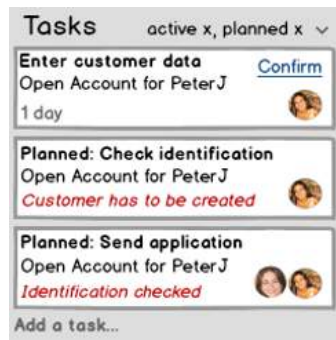 Tasks active x, planned x
Enter customer data Confirm
Open Account for PeterJ
1 day
Planned: Check identification
Open Account for PeterJ
Customer has to be created
Planned: Send application
Open Account for PeterJ
Identification checked
Add a task...